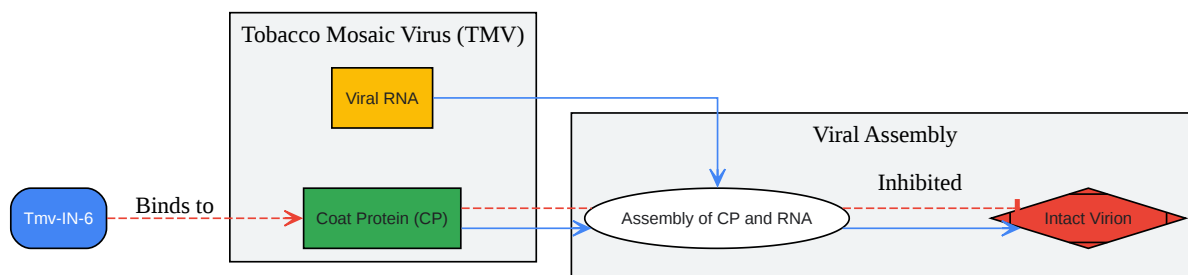 Tobacco Mosaic Virus (TMV)
Viral RNA
Viral Assembly
Tmv-IN-6
Binds to
Coat Protein (CP)
Assembly of CP and RNA
Inhibited
Intact Virion